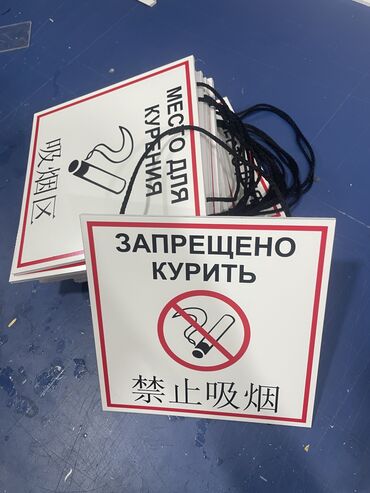 МЕСТО ДЛЯ
КУРЕНИЯ
吸烟区
ЗАПРЕЩЕНО
КУРИТЬ
禁止吸烟